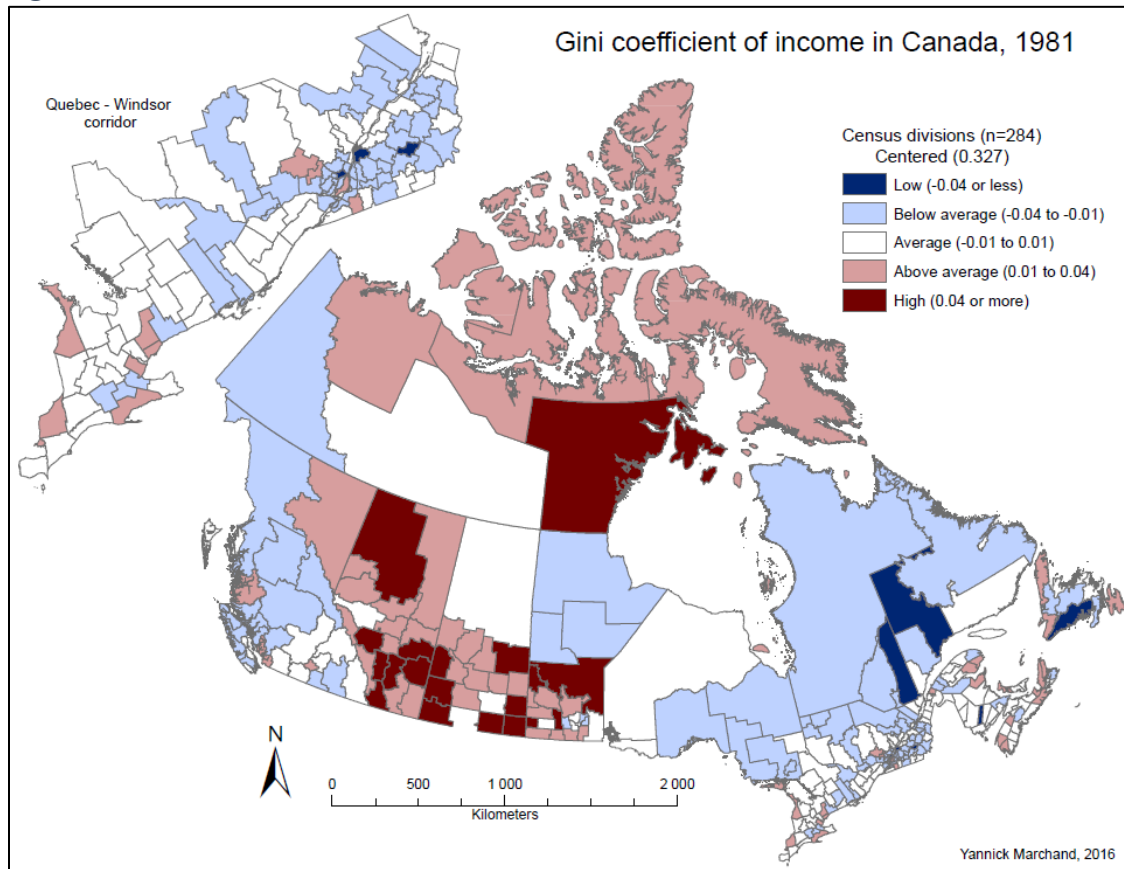 Gini coefficient of income in Canada, 1981
Quebec - Windsor
corridor
Census divisions (n=284)
Centered (0.327)
Low (-0.04 or less)
Below average (-0.04 to -0.01)
Average (-0.01 to 0.01)
Above average (0.01 to 0.04)
High (0.04 or more)
N
0 500 1 000 2 000
Kilometers
Yannick Marchand, 2016